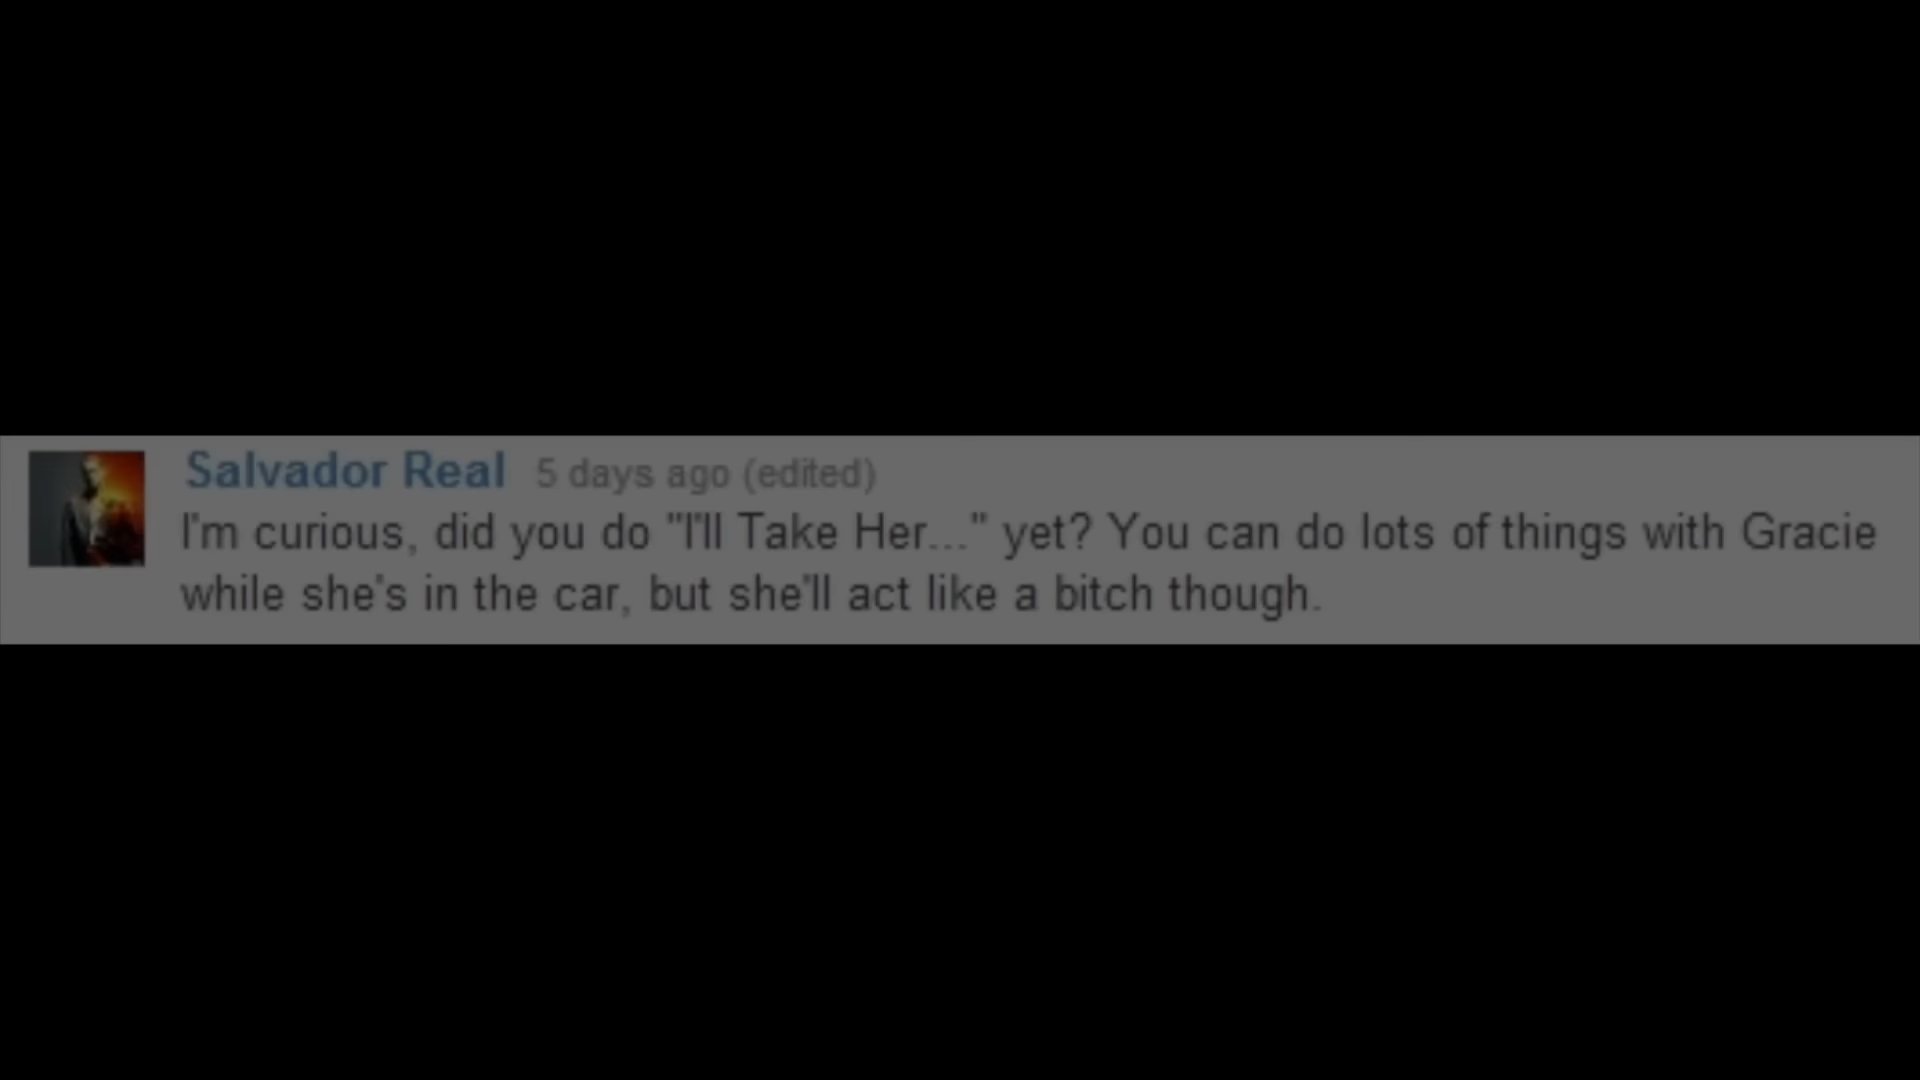 Salvador Real 5 days ago (edited)
I'm curious, did you do "I'll Take Her..." yet? You can do lots of things with Gracie
while she's in the car, but she'll act like a bitch though.